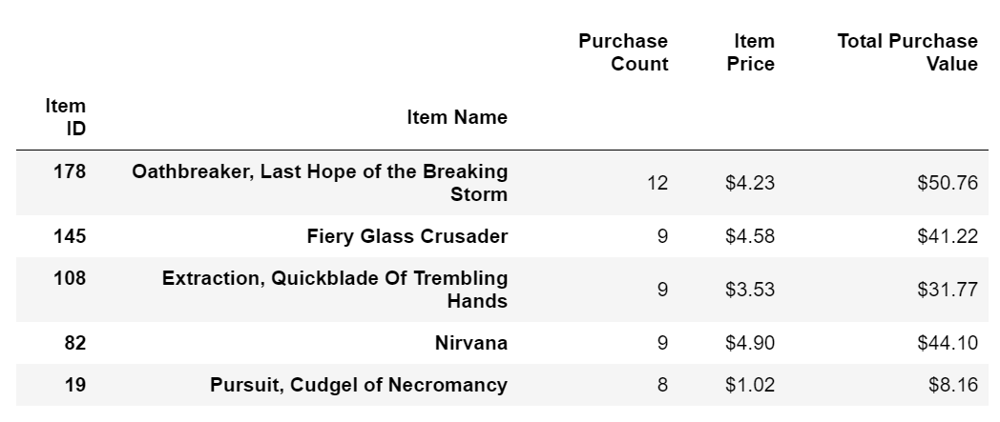 Purchase Item Total Purchase
Count Price Value
Item
ID Item Name
178 Oathbreaker, Last Hope of the Breaking
Storm 12 $4.23 $50.76
145 Fiery Glass Crusader 9 $4.58 $41.22
108 Extraction, Quickblade Of Trembling
Hands 9 $3.53 $31.77
82 Nirvana 9 $4.90 $44.10
19 Pursuit, Cudgel of Necromancy 8 $1.02 $8.16